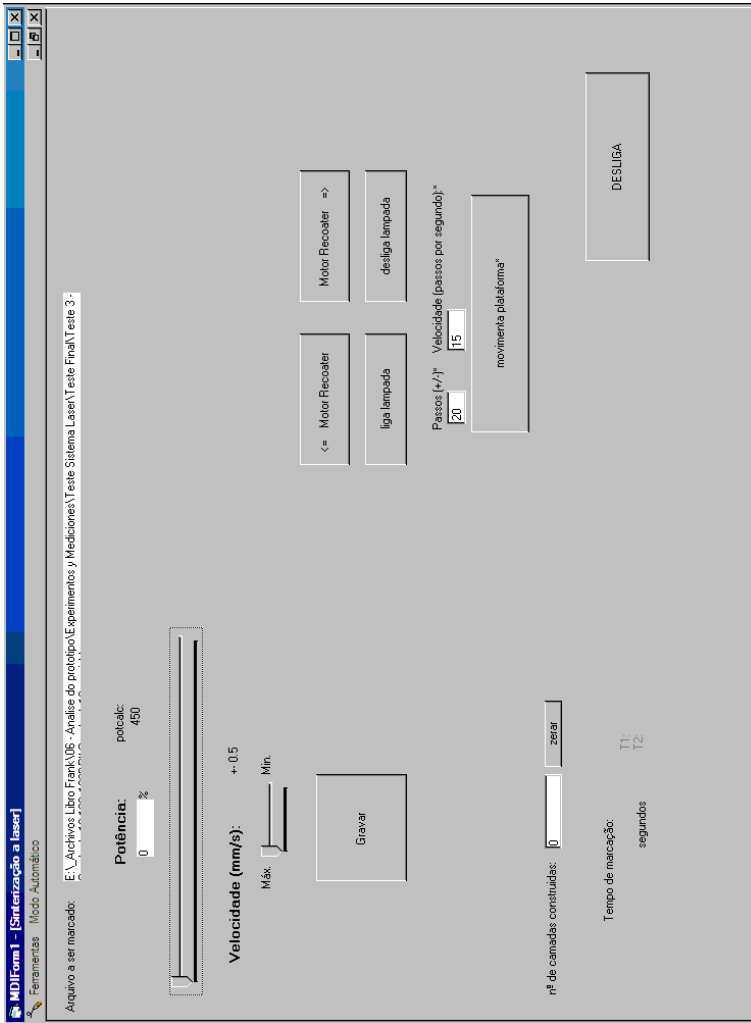 MDIForm1 - [Sinterização a laser]
Ferramentas Modo Automático
Arquivo a ser marcado: E:\_Archivos Libro Frank\06 - Analise do prototipo\Experimentos y Mediciones\Teste Sistema Laser\Teste Final\Teste 3 -
Potência: potcalc:
0 % 450
Velocidade (mm/s): +- 0.5
Máx. Min.
Gravar
<= Motor Recoater
Motor Recoater =>
liga lampada
desliga lampada
Passos (+/-)* Velocidade (passos por segundo):*
20 15
movimenta plataforma*
nº de camadas construidas: 0 zerar
DESLIGA
Tempo de marcação: T1:
T2:
segundos